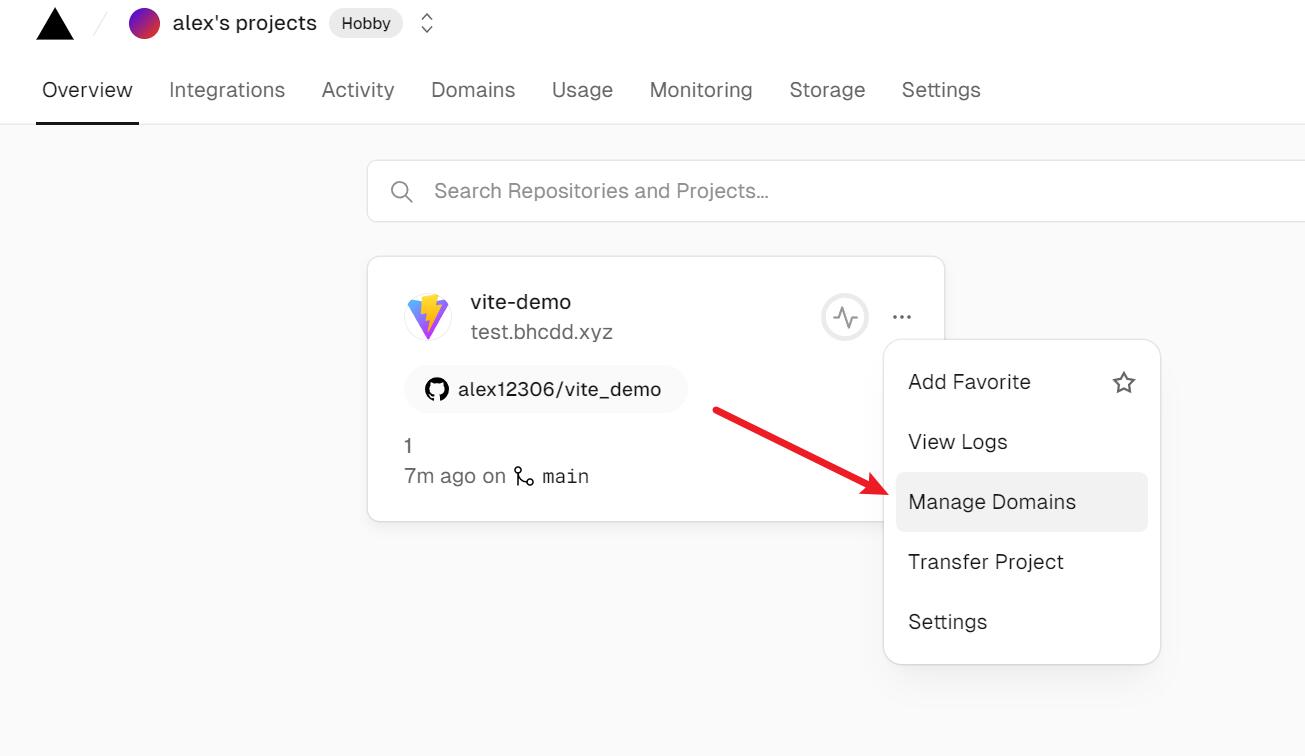 alex's projects Hobby
Overview Integrations Activity Domains Usage Monitoring Storage Settings
Search Repositories and Projects...
vite-demo
test.bhcdd.xyz
alex12306/vite_demo
1
7m ago on main
Add Favorite
View Logs
Manage Domains
Transfer Project
Settings